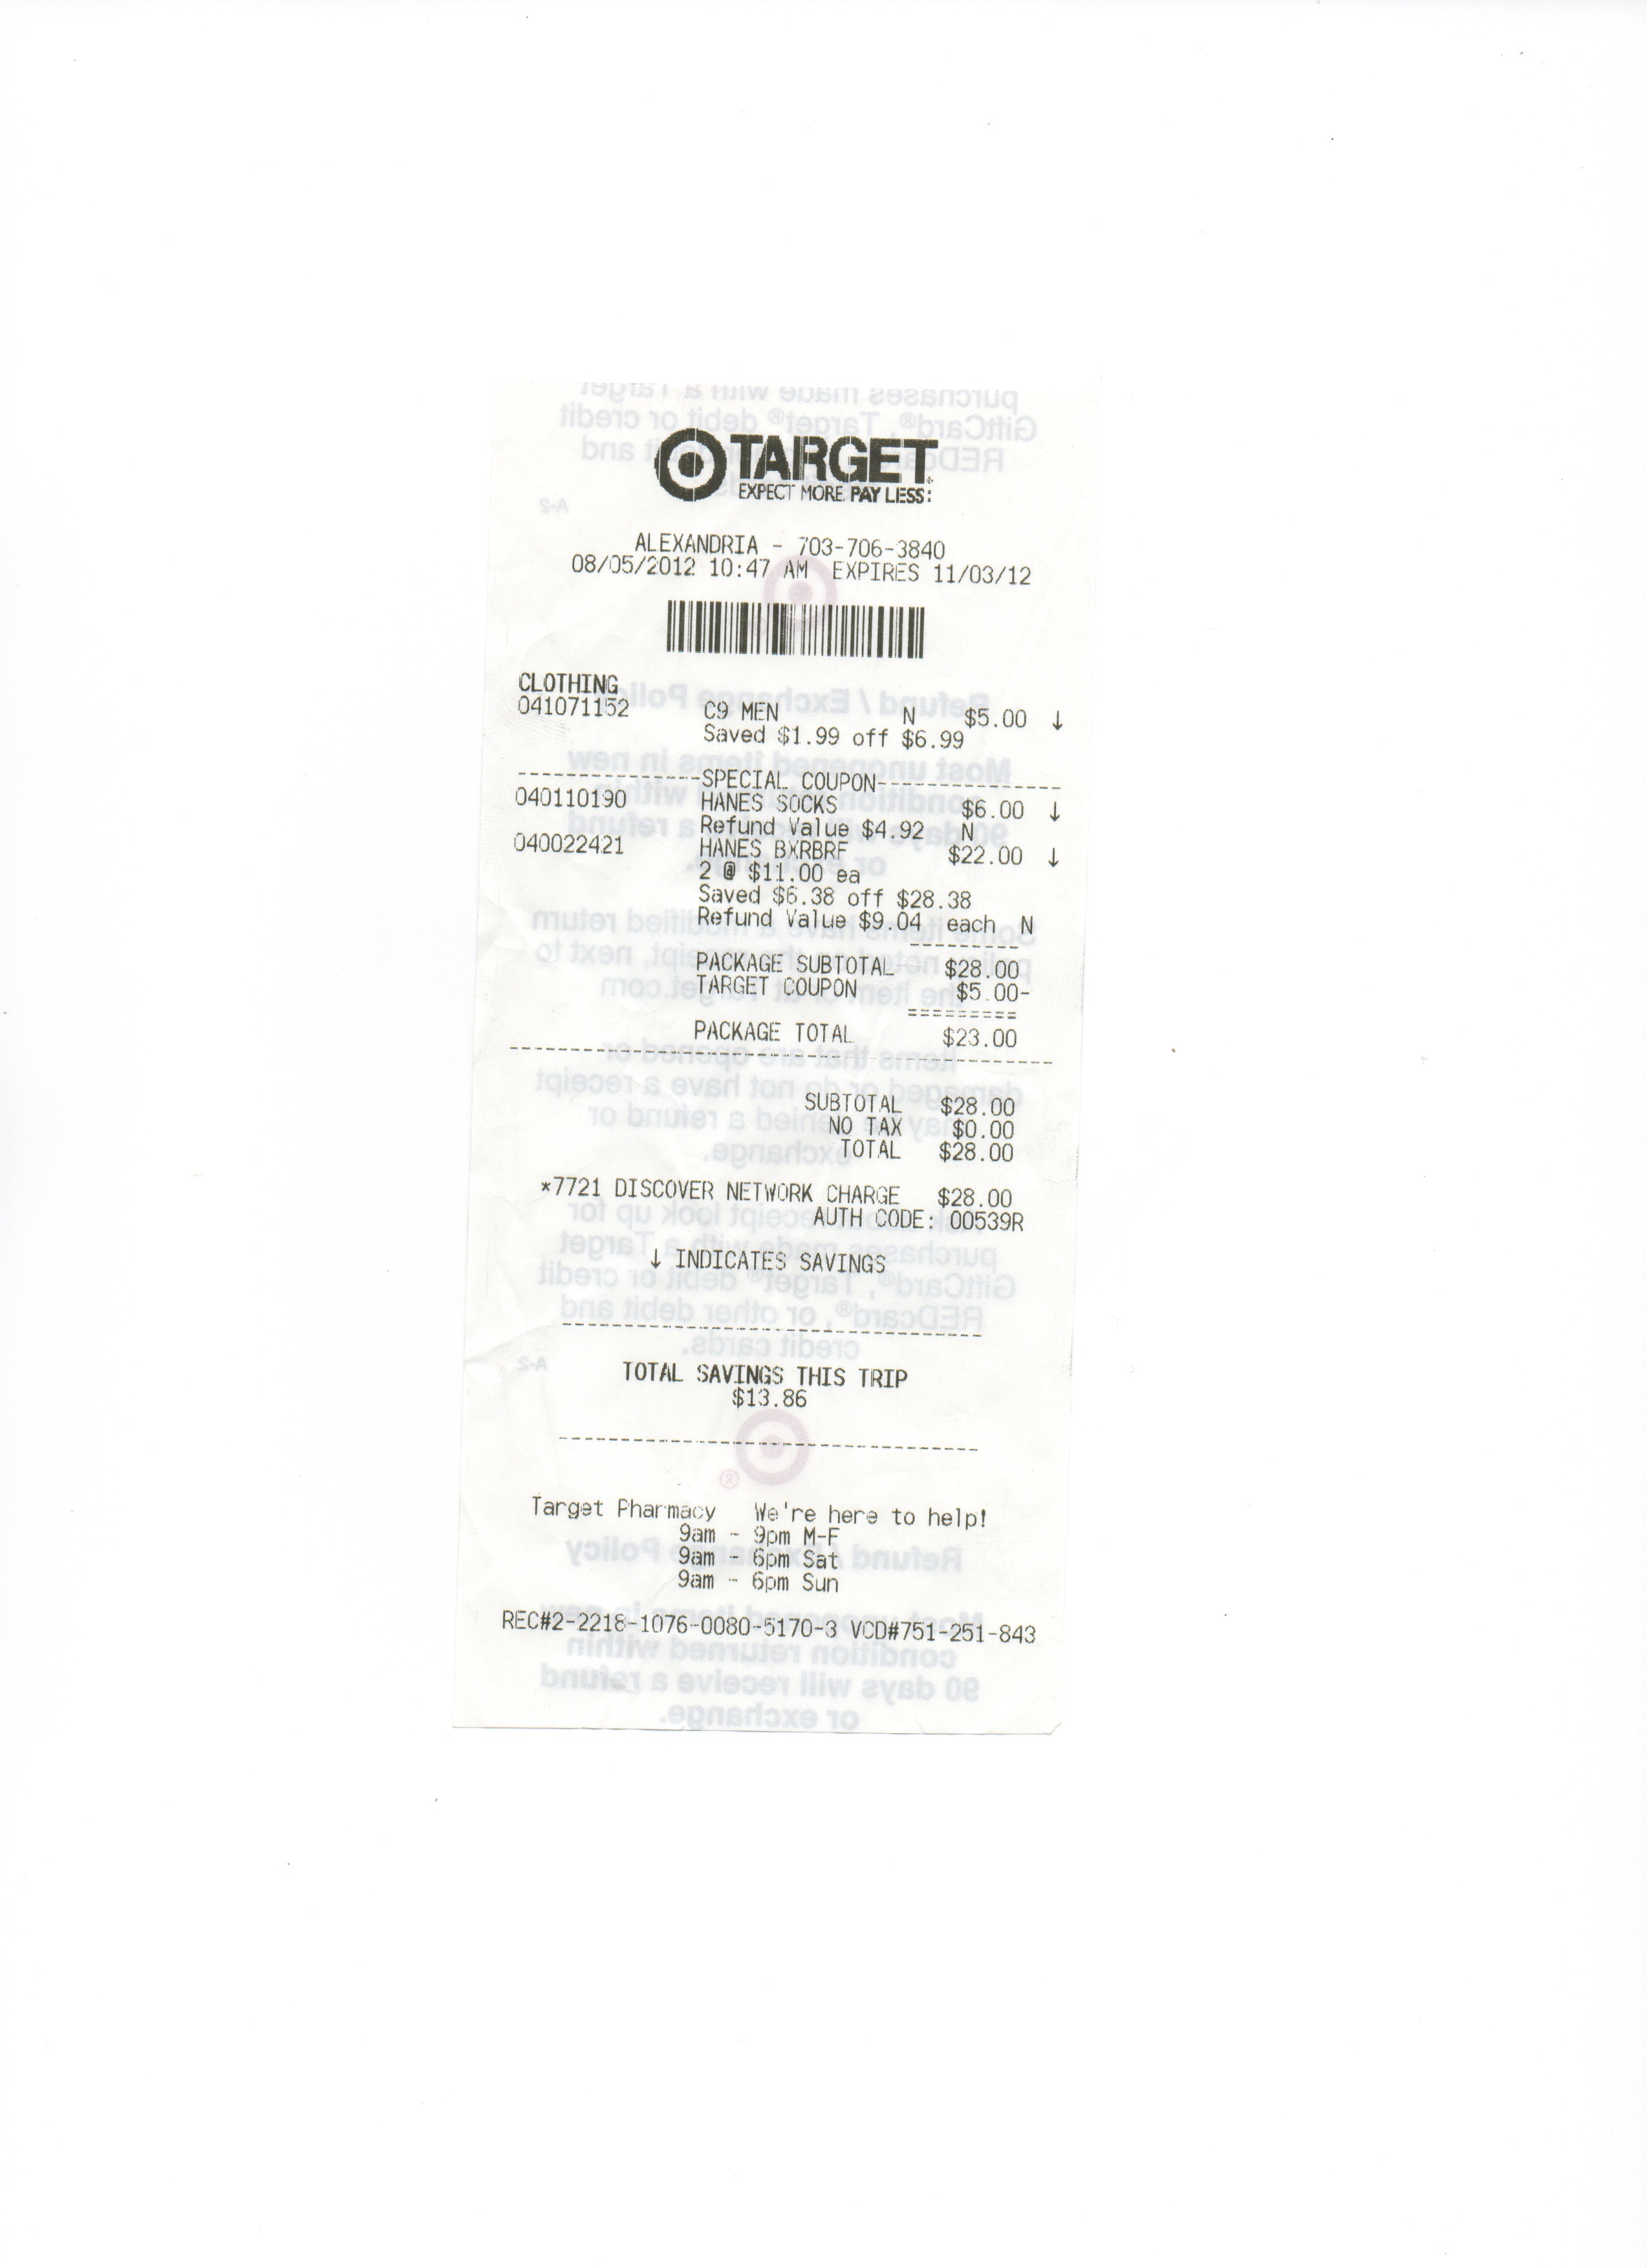 TARGET
EXPECT MORE. PAY LESS.
ALEXANDRIA - 703-706-3840
08/05/2012 10:47 AM EXPIRES 11/03/12
CLOTHING
041071152 C9 MEN N $5.00 ↓
Saved $1.99 off $6.99
---------------SPECIAL COUPON---------------
040110190 HANES SOCKS $6.00 ↓
Refund Value $4.92 N
040022421 HANES BXRBRF $22.00 ↓
2 @ $11.00 ea
Saved $6.38 off $28.38
Refund Value $9.04 each N
---------
PACKAGE SUBTOTAL $28.00
TARGET COUPON $5.00-
=========
PACKAGE TOTAL $23.00
--------------------------------------------
SUBTOTAL $28.00
NO TAX $0.00
TOTAL $28.00
*7721 DISCOVER NETWORK CHARGE $28.00
AUTH CODE: 00539R
↓ INDICATES SAVINGS
----------------------------------
TOTAL SAVINGS THIS TRIP
$13.86
----------------------------------
Target Pharmacy We're here to help!
9am - 9pm M-F
9am - 6pm Sat
9am - 6pm Sun
REC#2-2218-1076-0080-5170-3 VCD#751-251-843